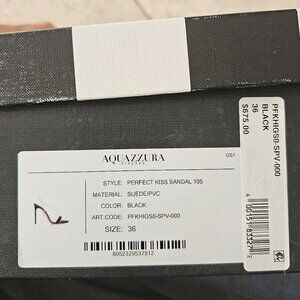 AQUAZZURA
FIRENZE
GS1
STYLE: PERFECT KISS SANDAL 105
MATERIAL: SUEDE/PVC
COLOR: BLACK
ART.CODE: PFKHIGS0-SPV-000
SIZE: 36
8052329537912
PFKHIGS0-SPV-000
BLACK
36
$675.00